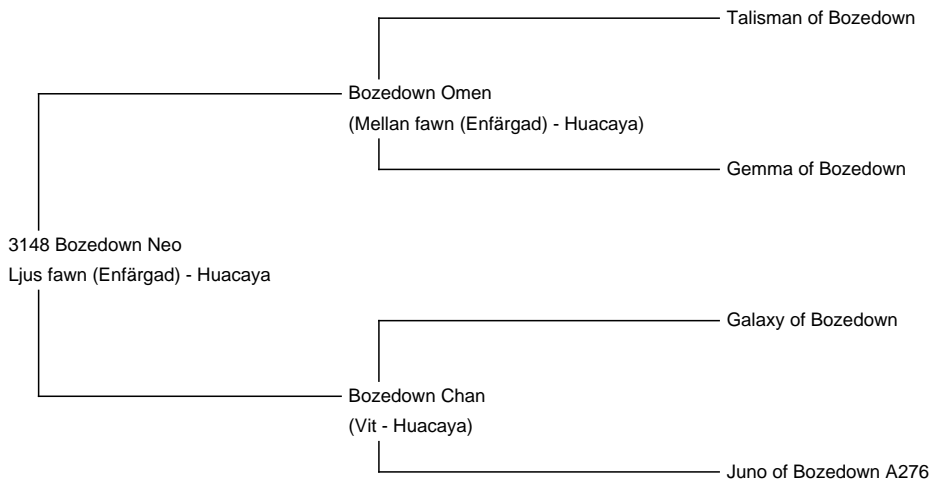 Talisman of Bozedown
Bozedown Omen
(Mellan fawn (Enfärgad) - Huacaya)
Gemma of Bozedown
3148 Bozedown Neo
Ljus fawn (Enfärgad) - Huacaya
Galaxy of Bozedown
Bozedown Chan
(Vit - Huacaya)
Juno of Bozedown A276